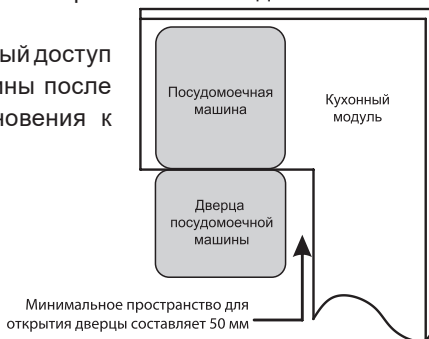 ый доступ
ины после
новения к
Посудомоечная
машина
Кухонный
модуль
Дверца
посудомоечной
машины
Минимальное пространство для
открытия дверцы составляет 50 мм